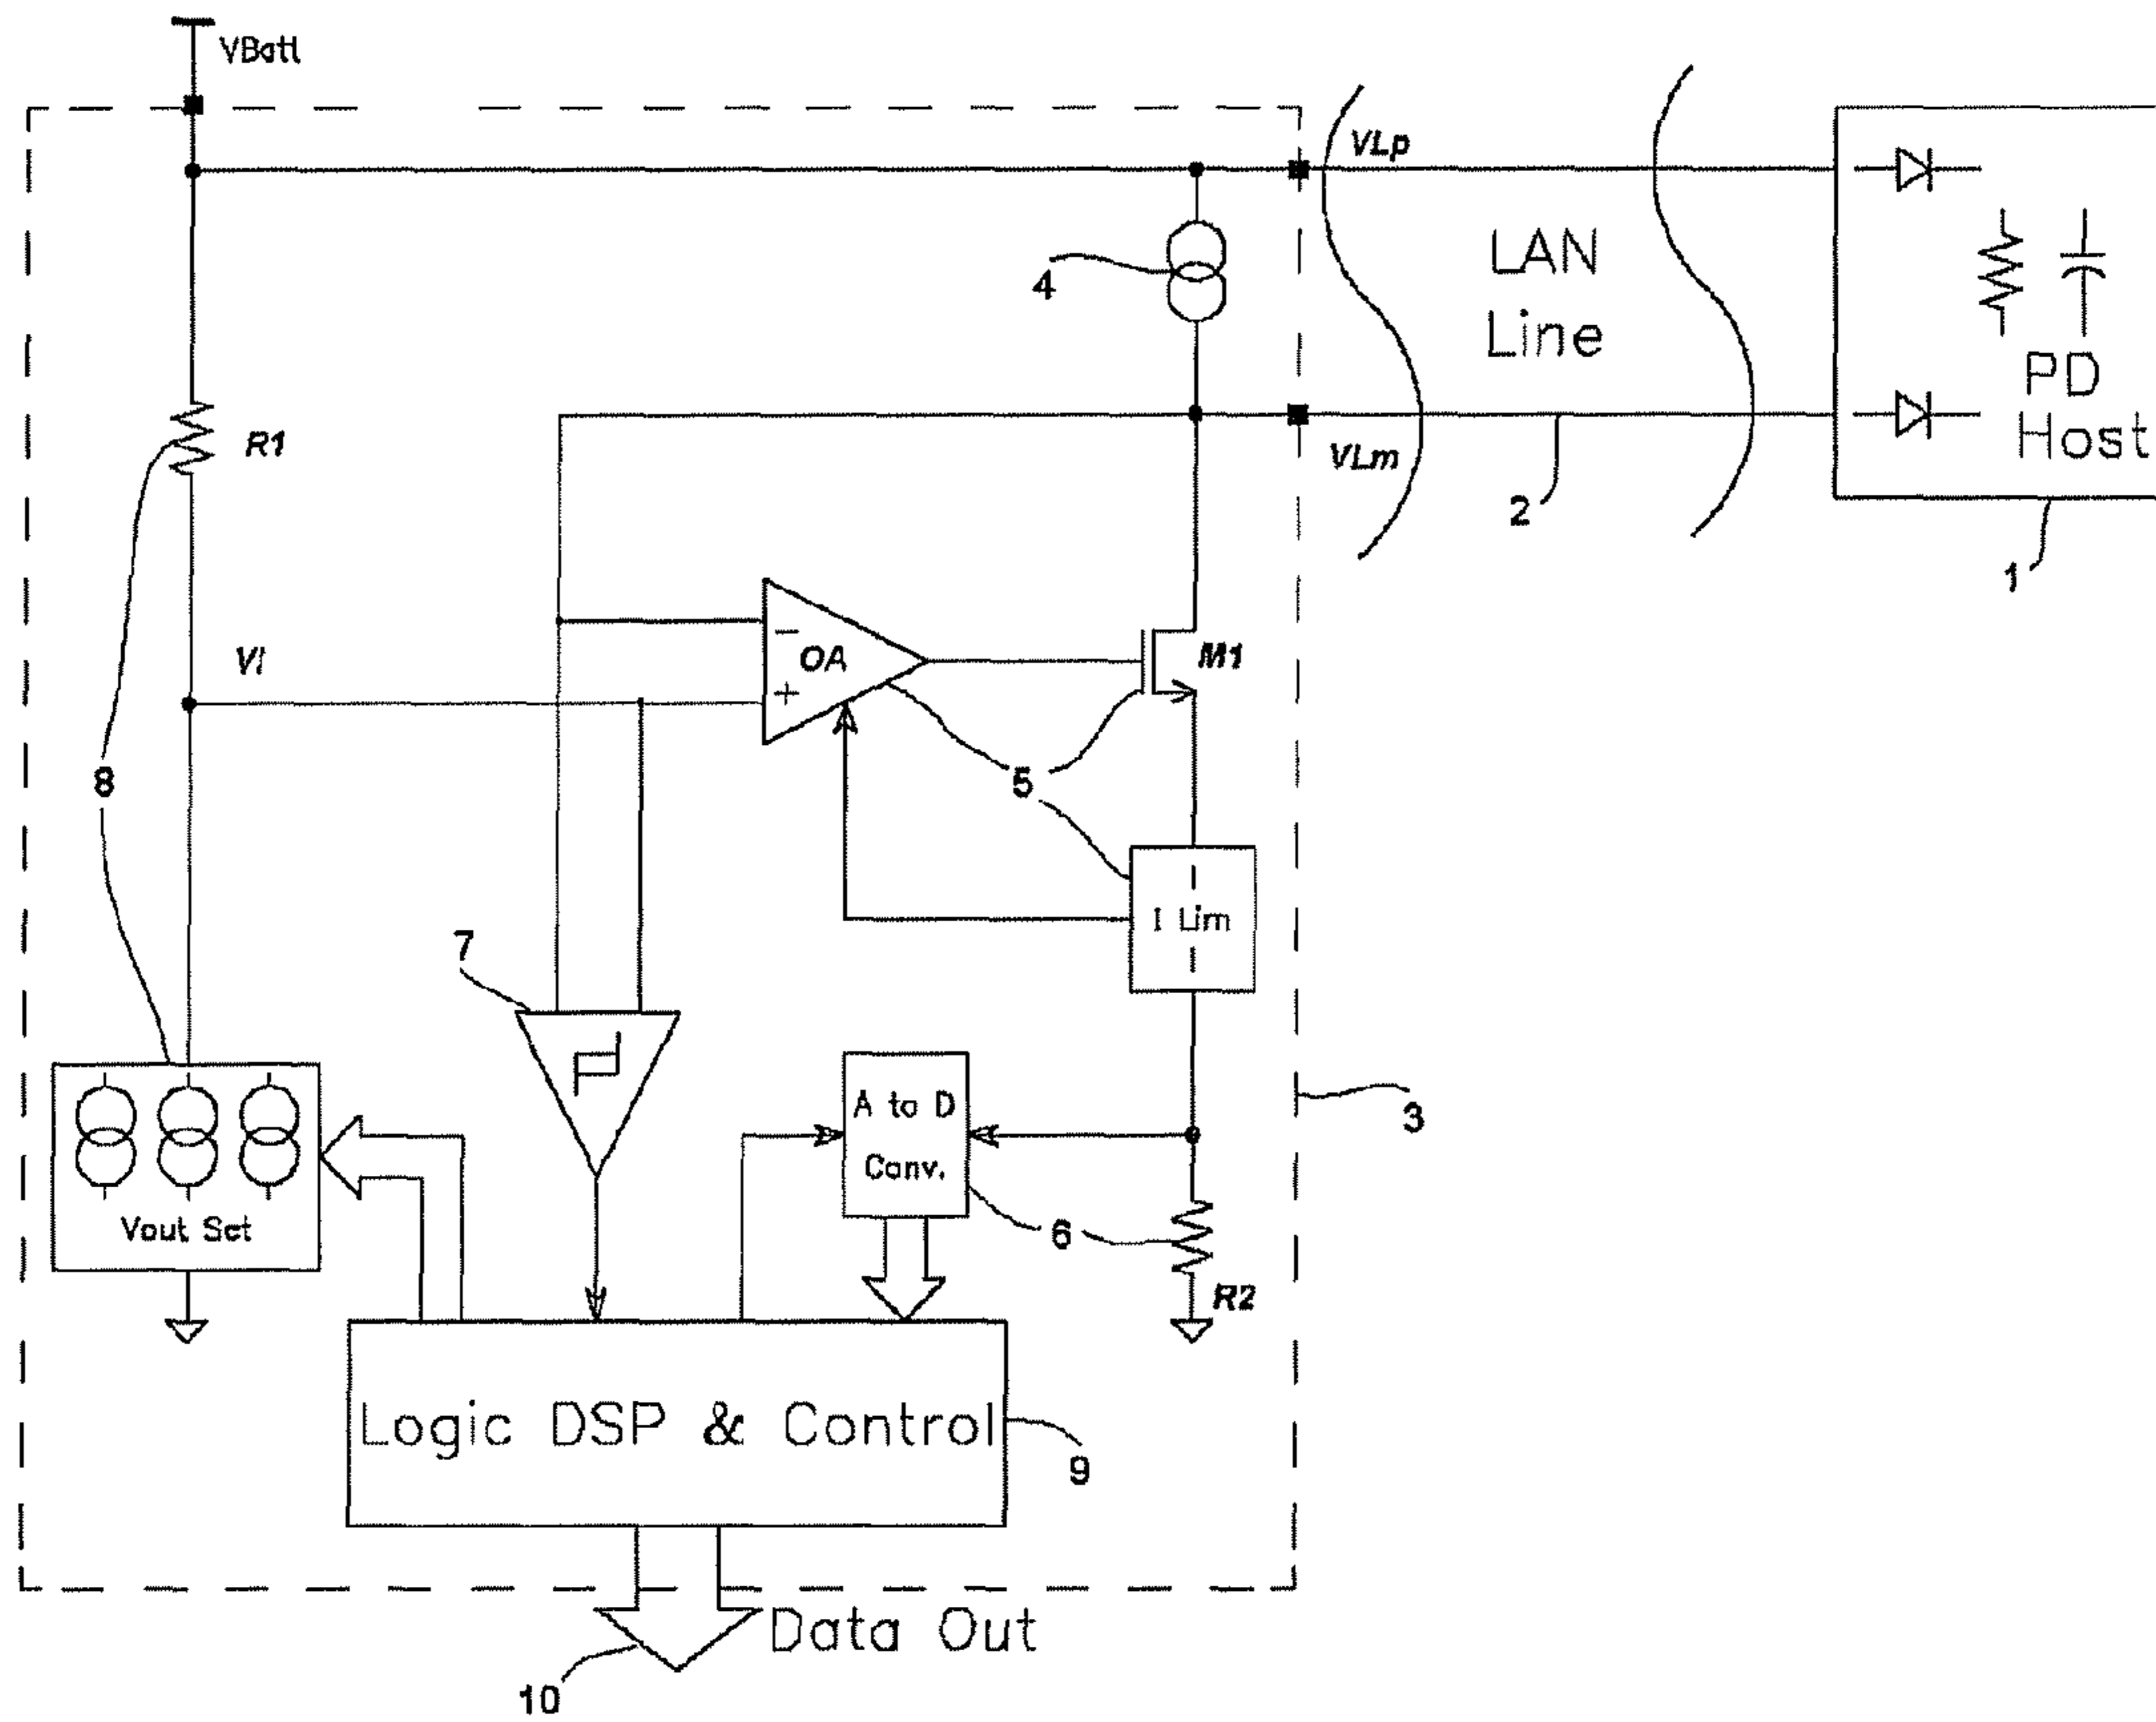 VBatt
VLp
LAN
Line
4
PD
Host
R1
VLm
2
1
VI
−
OA
+
M1
8
5
I Lim
7
A to D
Conv.
3
Vout Set
6
R2
Logic DSP & Control
9
Data Out
10